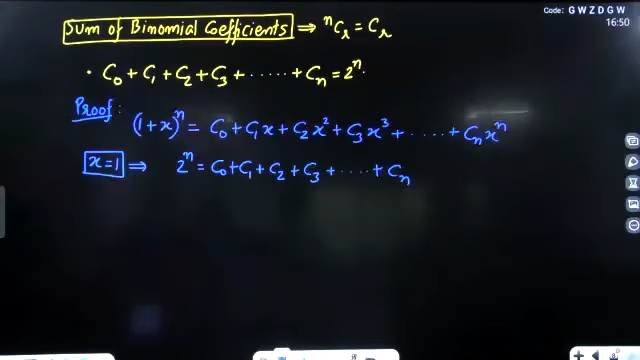 Code: G W Z D G W
16:50
Sum of Binomial Coefficients ⇒ ⁿCᵣ = Cᵣ
• C₀ + C₁ + C₂ + C₃ + ...... + Cₙ = 2ⁿ.
Proof:
(1+x)ⁿ = C₀ + C₁x + C₂x² + C₃x³ + ...... + Cₙxⁿ
x=1 ⇒ 2ⁿ = C₀ + C₁ + C₂ + C₃ + ..... + Cₙ